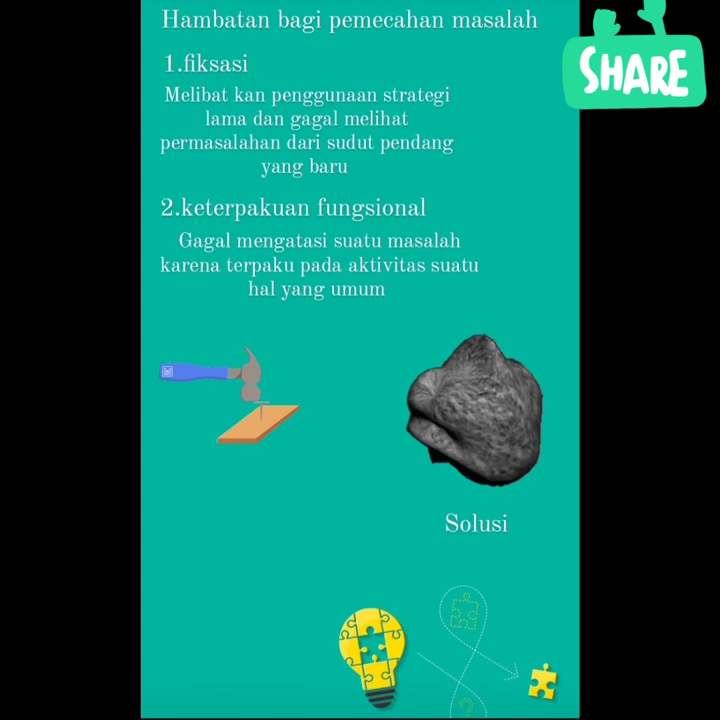 Hambatan bagi pemecahan masalah
SHARE
1.fiksasi
Melibat kan penggunaan strategi
lama dan gagal melihat
permasalahan dari sudut pendang
yang baru
2.keterpakuan fungsional
Gagal mengatasi suatu masalah
karena terpaku pada aktivitas suatu
hal yang umum
Solusi
?